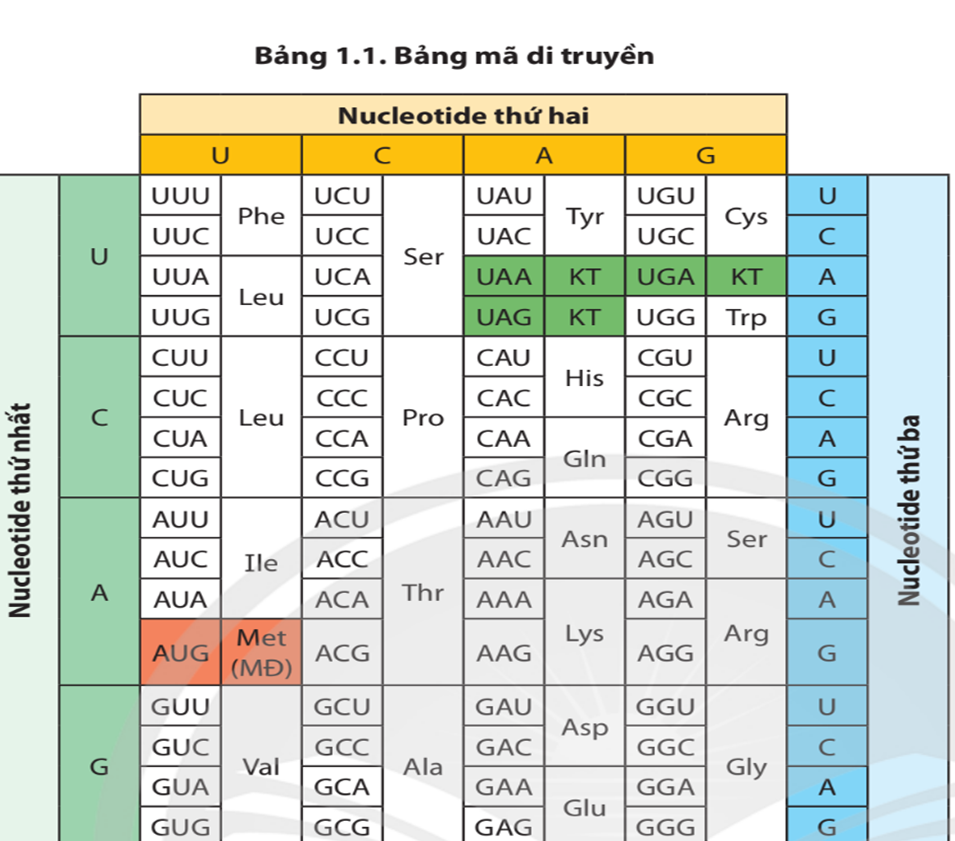 Bảng 1.1. Bảng mã di truyền
Nucleotide thứ hai
U C A G
Nucleotide thứ nhất
Nucleotide thứ ba
U
UUU Phe UCU Ser UAU Tyr UGU Cys U
UUC UCC UAC UGC C
UUA Leu UCA UAA KT UGA KT A
UUG UCG UAG KT UGG Trp G
C
CUU Leu CCU Pro CAU His CGU Arg U
CUC CCC CAC CGC C
CUA CCA CAA Gln CGA A
CUG CCG CAG CGG G
A
AUU Ile ACU Thr AAU Asn AGU Ser U
AUC ACC AAC AGC C
AUA ACA AAA Lys AGA Arg A
AUG Met (MĐ) ACG AAG AGG G
G
GUU Val GCU Ala GAU Asp GGU Gly U
GUC GCC GAC GGC C
GUA GCA GAA Glu GGA A
GUG GCG GAG GGG G